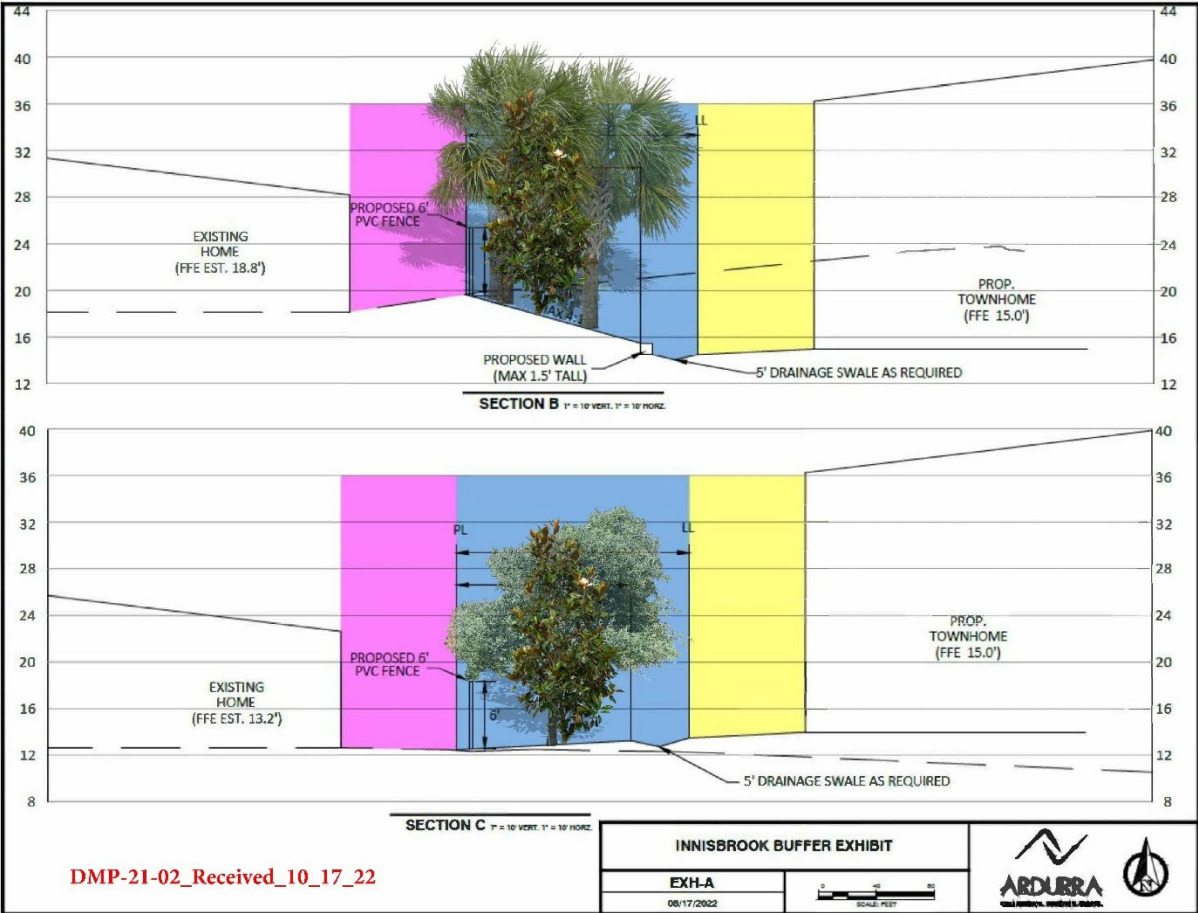 44
44
40
40
36
36
LL
32
32
28
28
PROPOSED 6'
PVC FENCE
24
24
EXISTING
HOME
(FFE EST. 18.8')
20
20
PROP.
TOWNHOME
(FFE 15.0')
16
16
PROPOSED WALL
(MAX 1.5' TALL)
5' DRAINAGE SWALE AS REQUIRED
12
12
SECTION B 1" = 10' VERT. 1" = 10' HORZ.
40
40
36
36
32
32
PL
LL
28
28
24
24
PROP.
TOWNHOME
(FFE 15.0')
20
20
PROPOSED 6'
PVC FENCE
EXISTING
HOME
(FFE EST. 13.2')
6'
16
16
12
12
5' DRAINAGE SWALE AS REQUIRED
8
8
SECTION C 1" = 10' VERT. 1" = 10' HORZ.
DMP-21-02_Received_10_17_22
INNISBROOK BUFFER EXHIBIT
EXH-A
08/17/2022
0 40 80
SCALE: FEET
ARDURRA
N